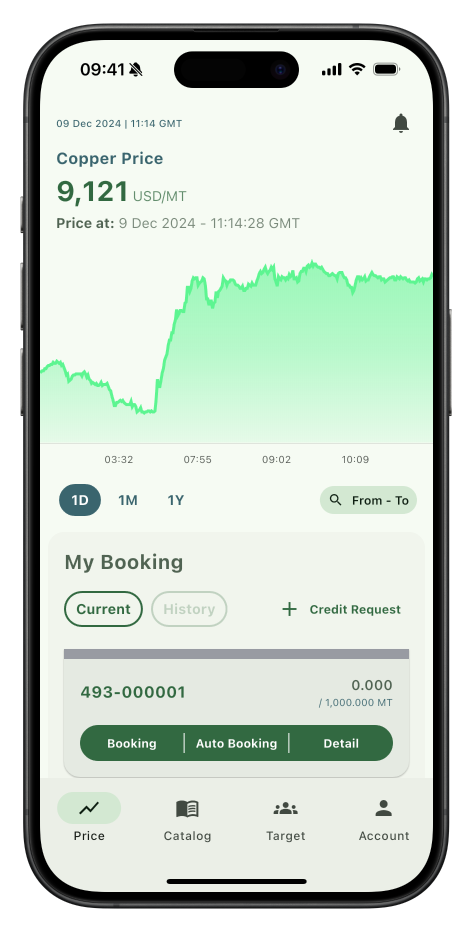 09:41
09 Dec 2024 | 11:14 GMT
Copper Price
9,121 USD/MT
Price at: 9 Dec 2024 - 11:14:28 GMT
03:32 07:55 09:02 10:09
1D 1M 1Y From - To
My Booking
Current History Credit Request
493-000001 0.000
/ 1,000.000 MT
Booking Auto Booking Detail
Price Catalog Target Account